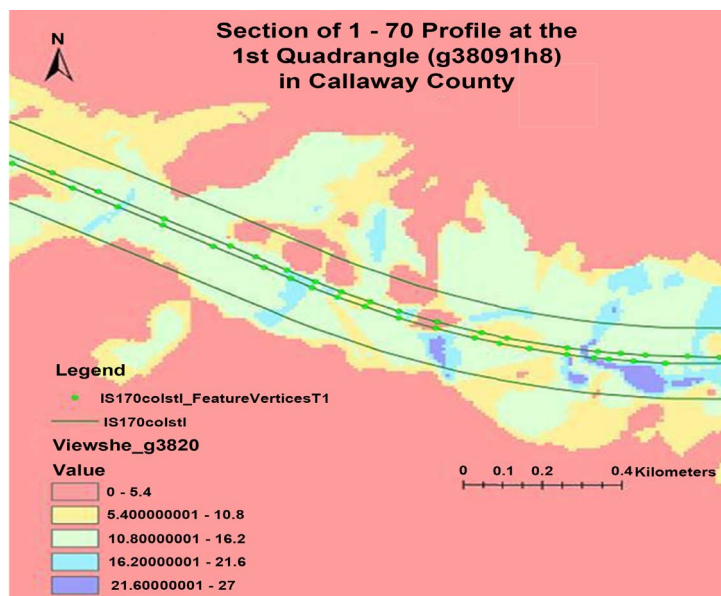 Section of 1 - 70 Profile at the
1st Quadrangle (g38091h8)
in Callaway County
N
Legend
IS170colstl_FeatureVerticesT1
IS170colstl
Viewshe_g3820
Value
0 - 5.4
5.400000001 - 10.8
10.80000001 - 16.2
16.20000001 - 21.6
21.60000001 - 27
0 0.1 0.2 0.4 Kilometers